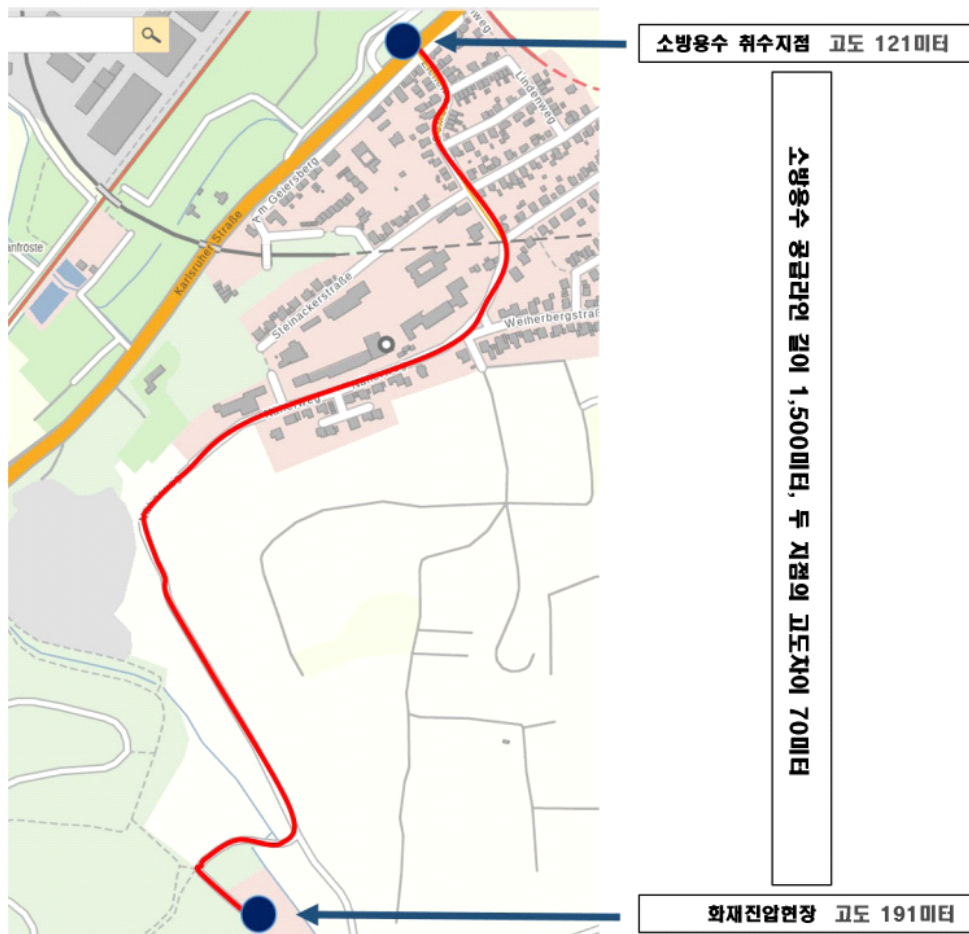 소방용수 취수지점 고도 121미터
Lindenweg
Am Geiersberg
Karlsruher Straße
Steinackerstraße
Weiherbergstraß
소방용수 공급라인 길이 1,500미터, 두 지점의 고도차이 70미터
화재진압현장 고도 191미터